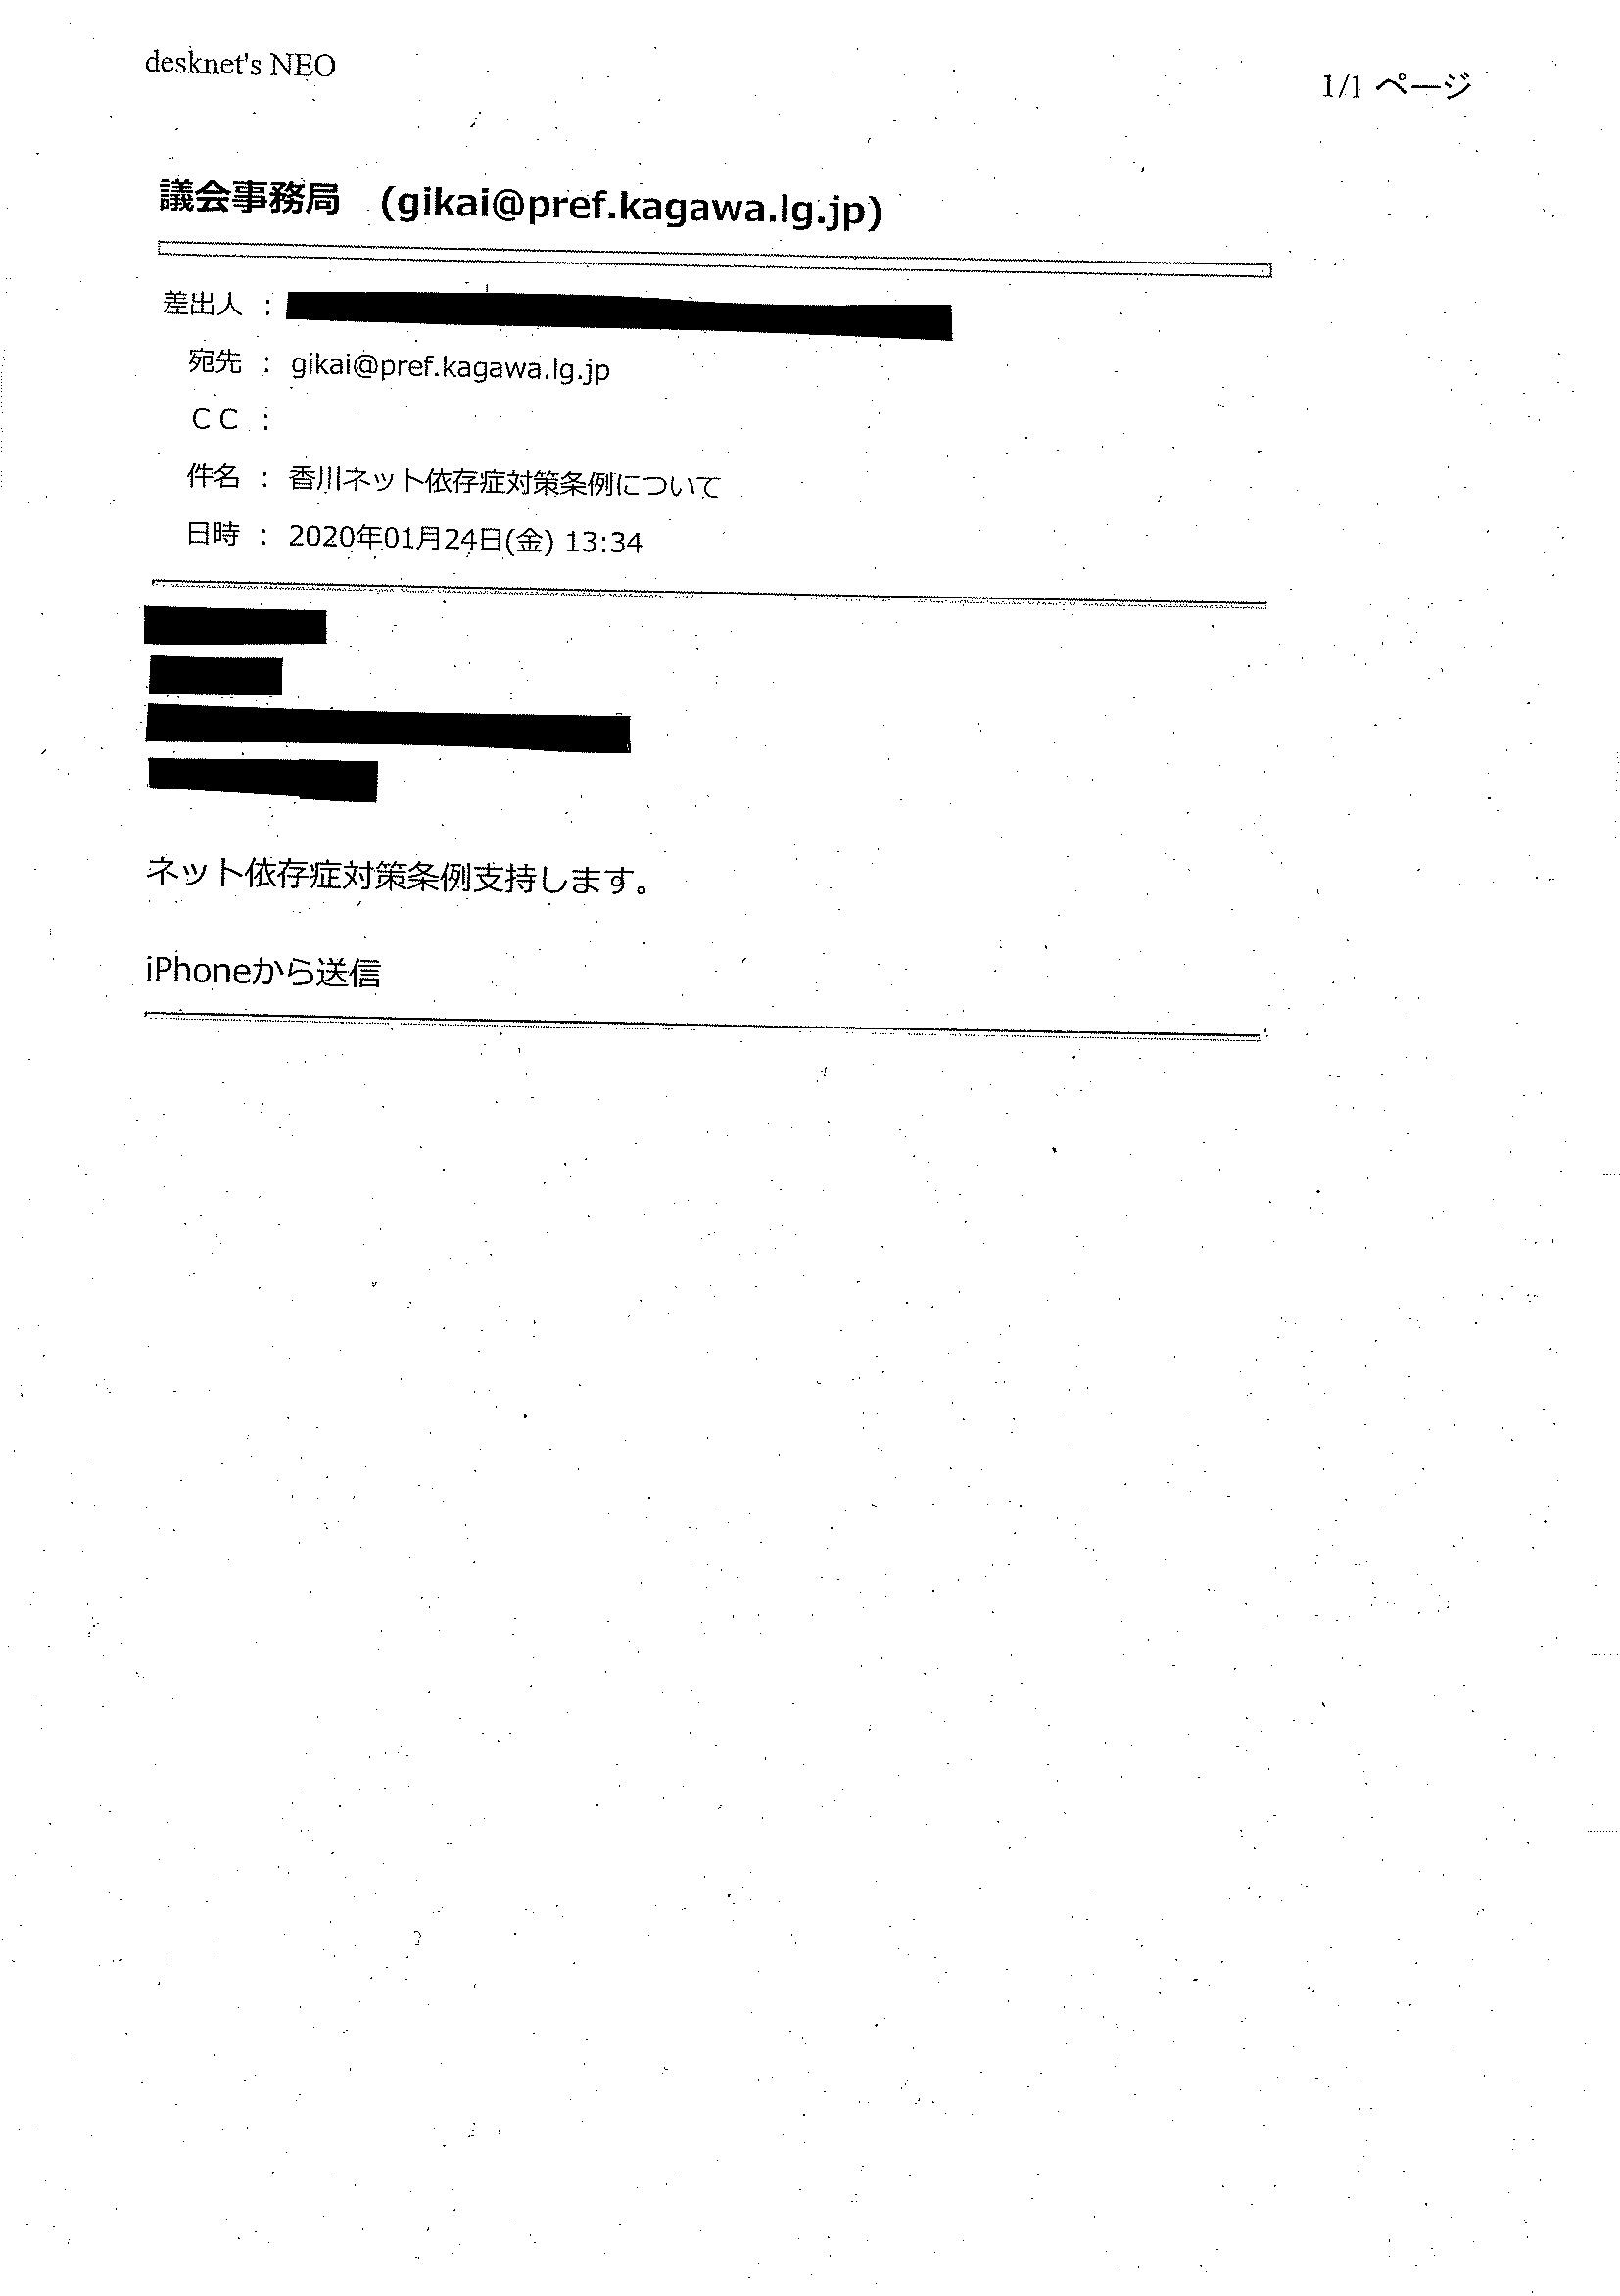 desknet's NEO
1/1 ページ
議会事務局 (gikai@pref.kagawa.lg.jp)
差出人 :
宛先 : gikai@pref.kagawa.lg.jp
ＣＣ :
件名 : 香川ネット依存症対策条例について
日時 : 2020年01月24日(金) 13:34
ネット依存症対策条例支持します。
iPhoneから送信